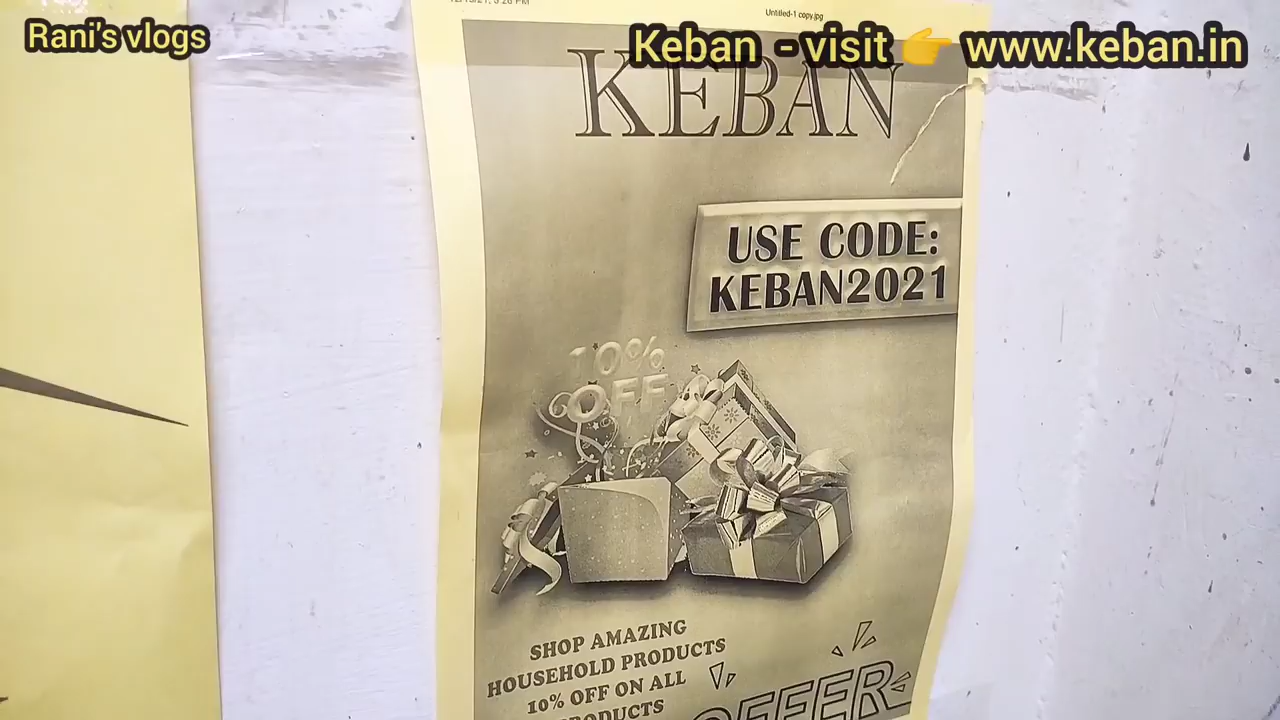 Rani's vlogs
Keban - visit 👉 www.keban.in
Untitled-1 copy.jpg
KEBAN
USE CODE:
KEBAN2021
10%
OFF
SHOP AMAZING
HOUSEHOLD PRODUCTS
10% OFF ON ALL
PRODUCTS
OFFER